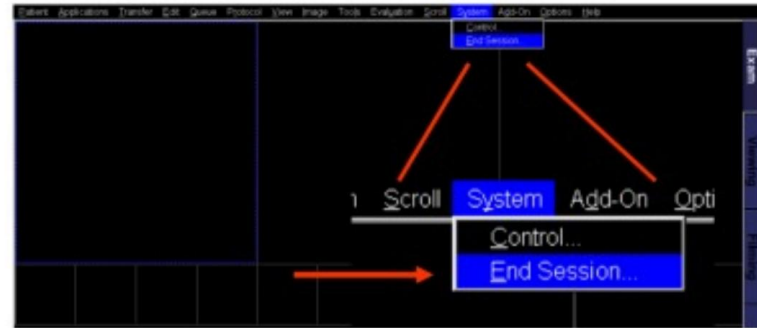 Patient Applications Transfer Edit Queue Protocol View Image Tools Evaluation Scroll System Add-On Options Help
Control...
End Session...
Exam
Viewing
Filming
Scroll System Add-On Opti
Control...
End Session...